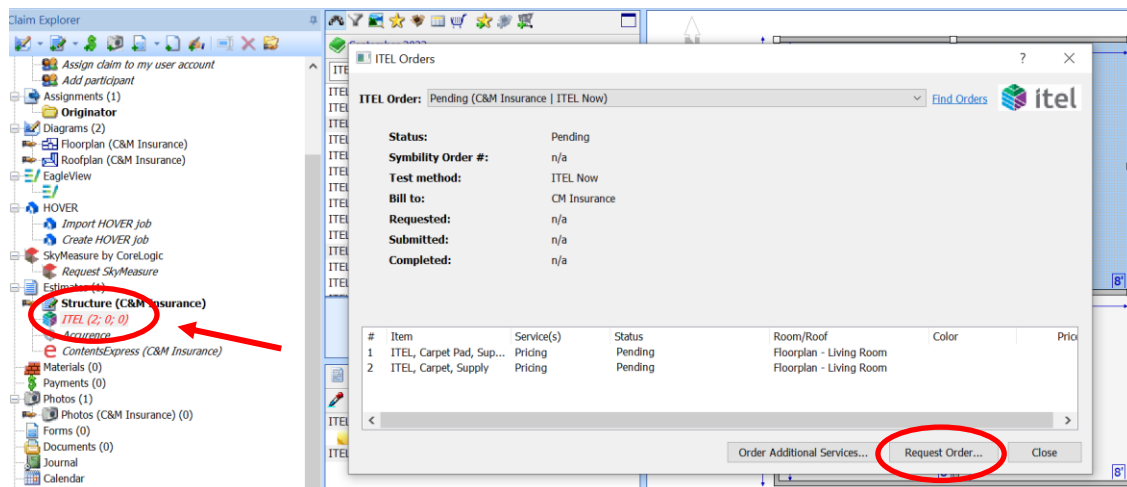 Claim Explorer
Assign claim to my user account
Add participant
Assignments (1)
Originator
Diagrams (2)
Floorplan (C&M Insurance)
Roofplan (C&M Insurance)
EagleView
HOVER
Import HOVER job
Create HOVER job
SkyMeasure by CoreLogic
Request SkyMeasure
Estimates (1)
Structure (C&M Insurance)
ITEL (2; 0; 0)
Accurence
ContentsExpress (C&M Insurance)
Materials (0)
Payments (0)
Photos (1)
Photos (C&M Insurance) (0)
Forms (0)
Documents (0)
Journal
Calendar
ITEL Orders
? ×
ITEL Order: Pending (C&M Insurance | ITEL Now) Find Orders itel
Status: Pending
Symbility Order #: n/a
Test method: ITEL Now
Bill to: CM Insurance
Requested: n/a
Submitted: n/a
Completed: n/a
# Item Service(s) Status Room/Roof Color Pric
1 ITEL, Carpet Pad, Sup... Pricing Pending Floorplan - Living Room
2 ITEL, Carpet, Supply Pricing Pending Floorplan - Living Room
Order Additional Services... Request Order... Close
8'
8'